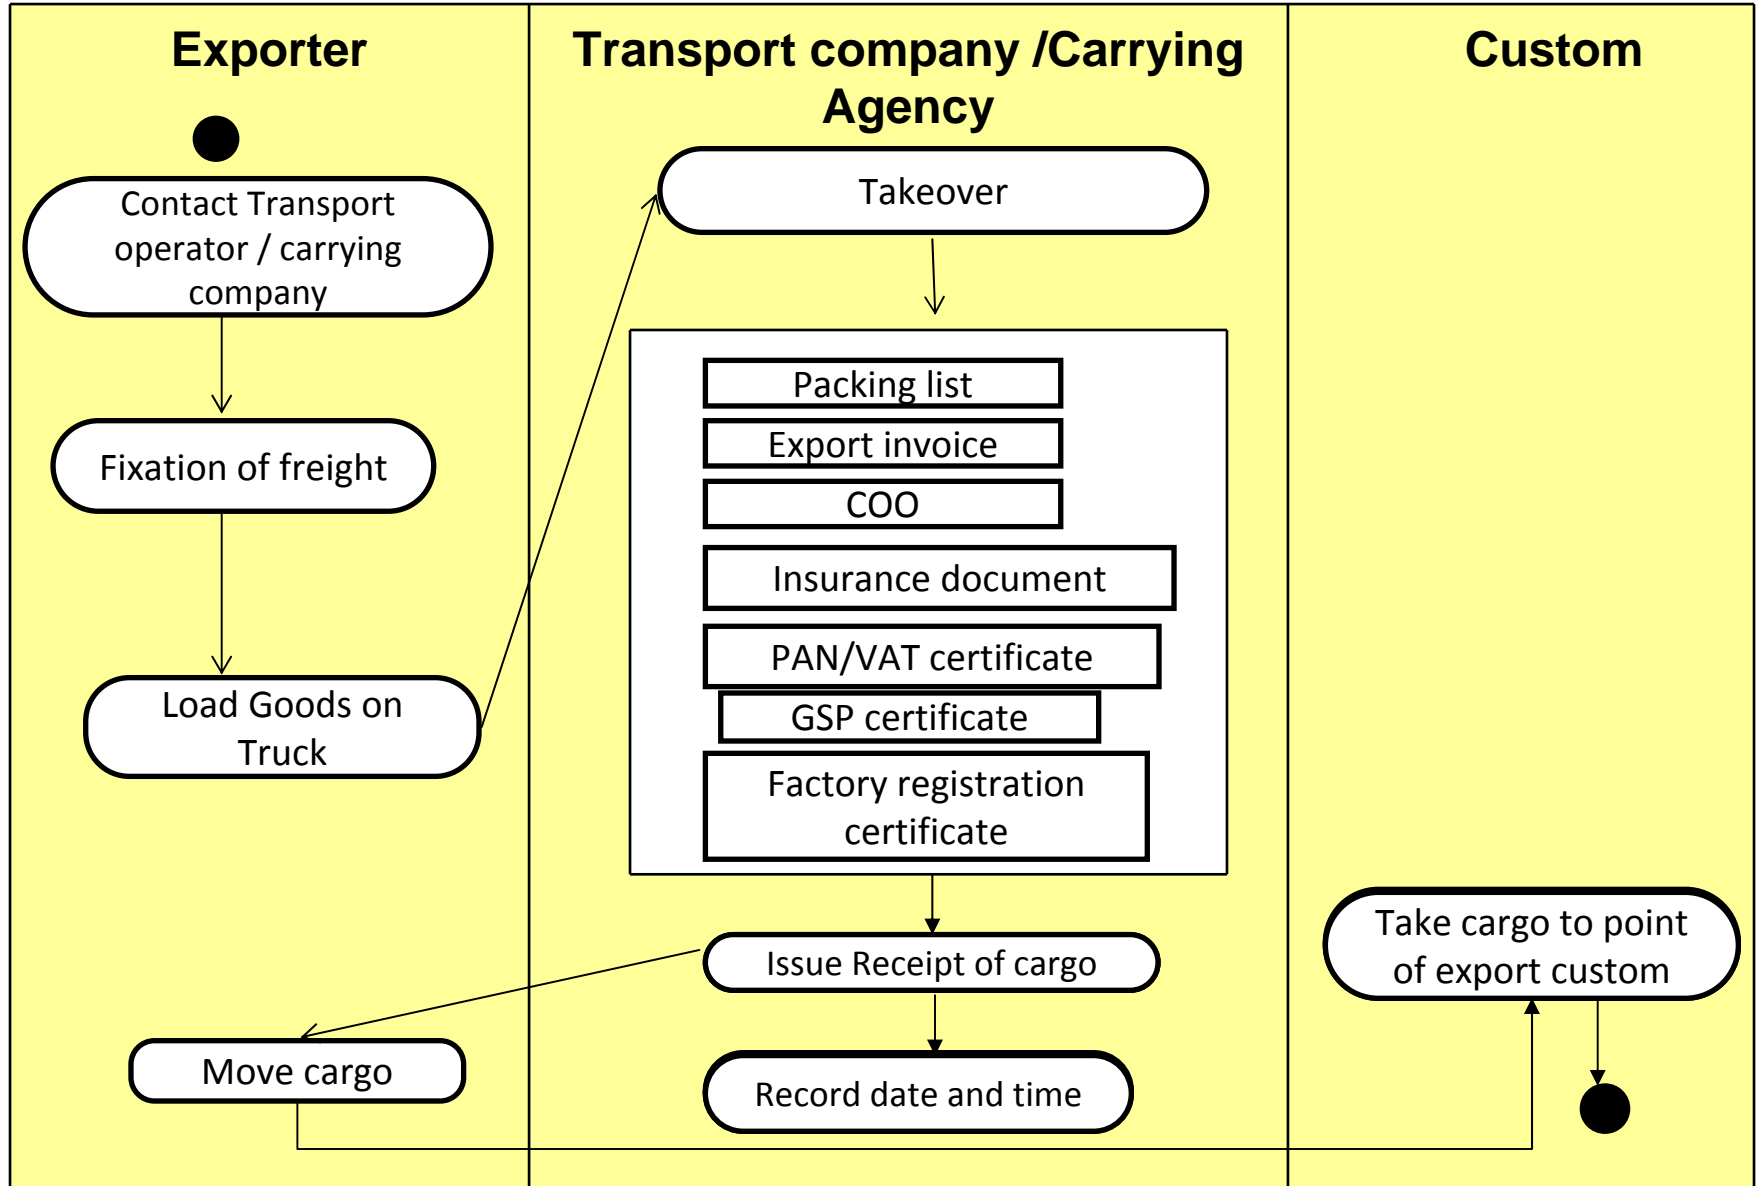 Exporter
Transport company /Carrying
Agency
Custom
Contact Transport
operator / carrying
company
Fixation of freight
Load Goods on
Truck
Takeover
Packing list
Export invoice
COO
Insurance document
PAN/VAT certificate
GSP certificate
Factory registration
certificate
Issue Receipt of cargo
Record date and time
Move cargo
Take cargo to point
of export custom